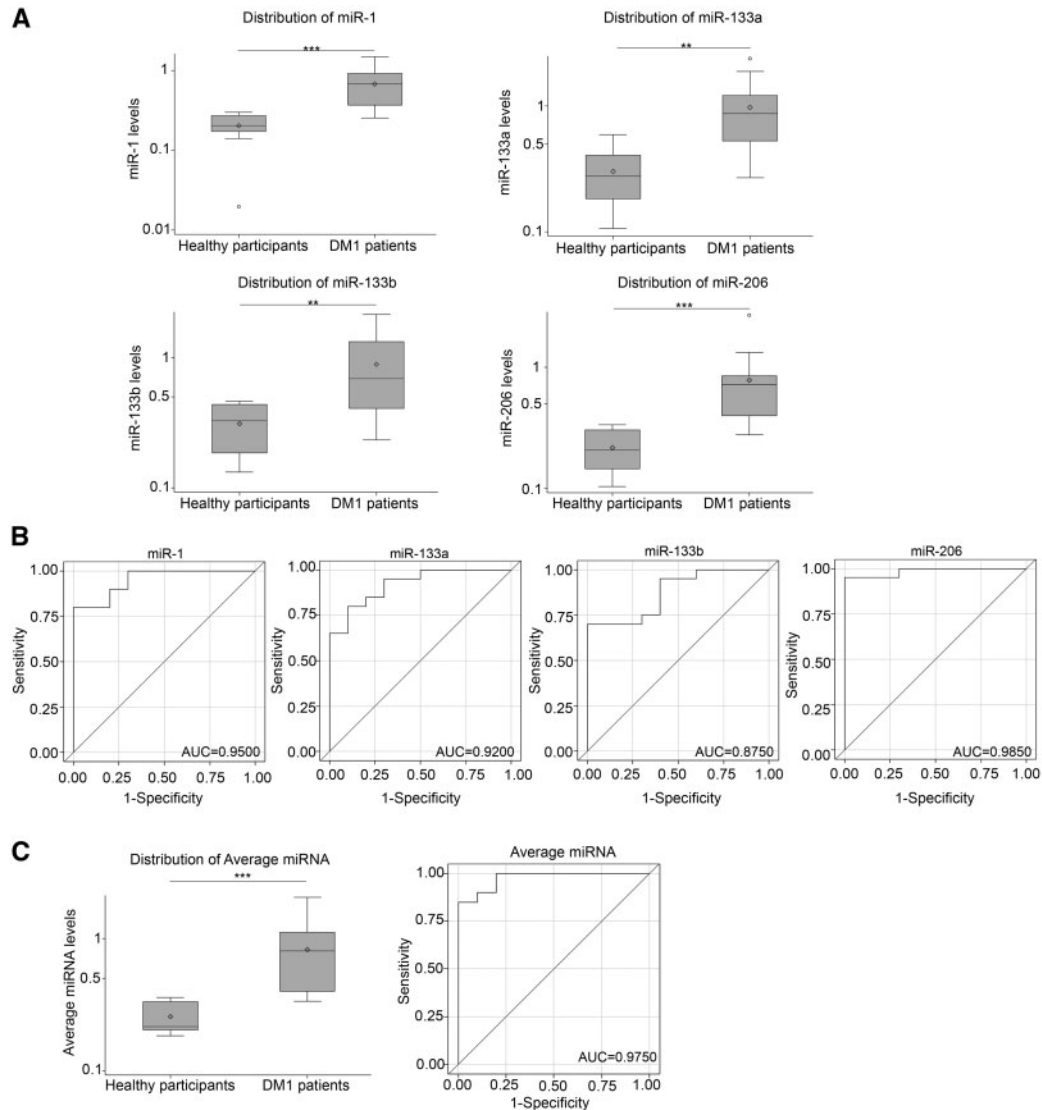 A
Distribution of miR-1
***
miR-1 levels
1
0.1
0.01
Healthy participants
DM1 patients
Distribution of miR-133a
**
miR-133a levels
1
0.5
0.1
Healthy participants
DM1 patients
Distribution of miR-133b
**
miR-133b levels
1
0.5
0.1
Healthy participants
DM1 patients
Distribution of miR-206
***
miR-206 levels
1
0.5
0.1
Healthy participants
DM1 patients
B
miR-1
Sensitivity
1.00
0.75
0.50
0.25
0.00
AUC=0.9500
0.00 0.25 0.50 0.75 1.00
1-Specificity
miR-133a
Sensitivity
1.00
0.75
0.50
0.25
0.00
AUC=0.9200
0.00 0.25 0.50 0.75 1.00
1-Specificity
miR-133b
Sensitivity
1.00
0.75
0.50
0.25
0.00
AUC=0.8750
0.00 0.25 0.50 0.75 1.00
1-Specificity
miR-206
Sensitivity
1.00
0.75
0.50
0.25
0.00
AUC=0.9850
0.00 0.25 0.50 0.75 1.00
1-Specificity
C
Distribution of Average miRNA
***
Average miRNA levels
1
0.5
0.1
Healthy participants
DM1 patients
Average miRNA
Sensitivity
1.00
0.75
0.50
0.25
0.00
AUC=0.9750
0.00 0.25 0.50 0.75 1.00
1-Specificity